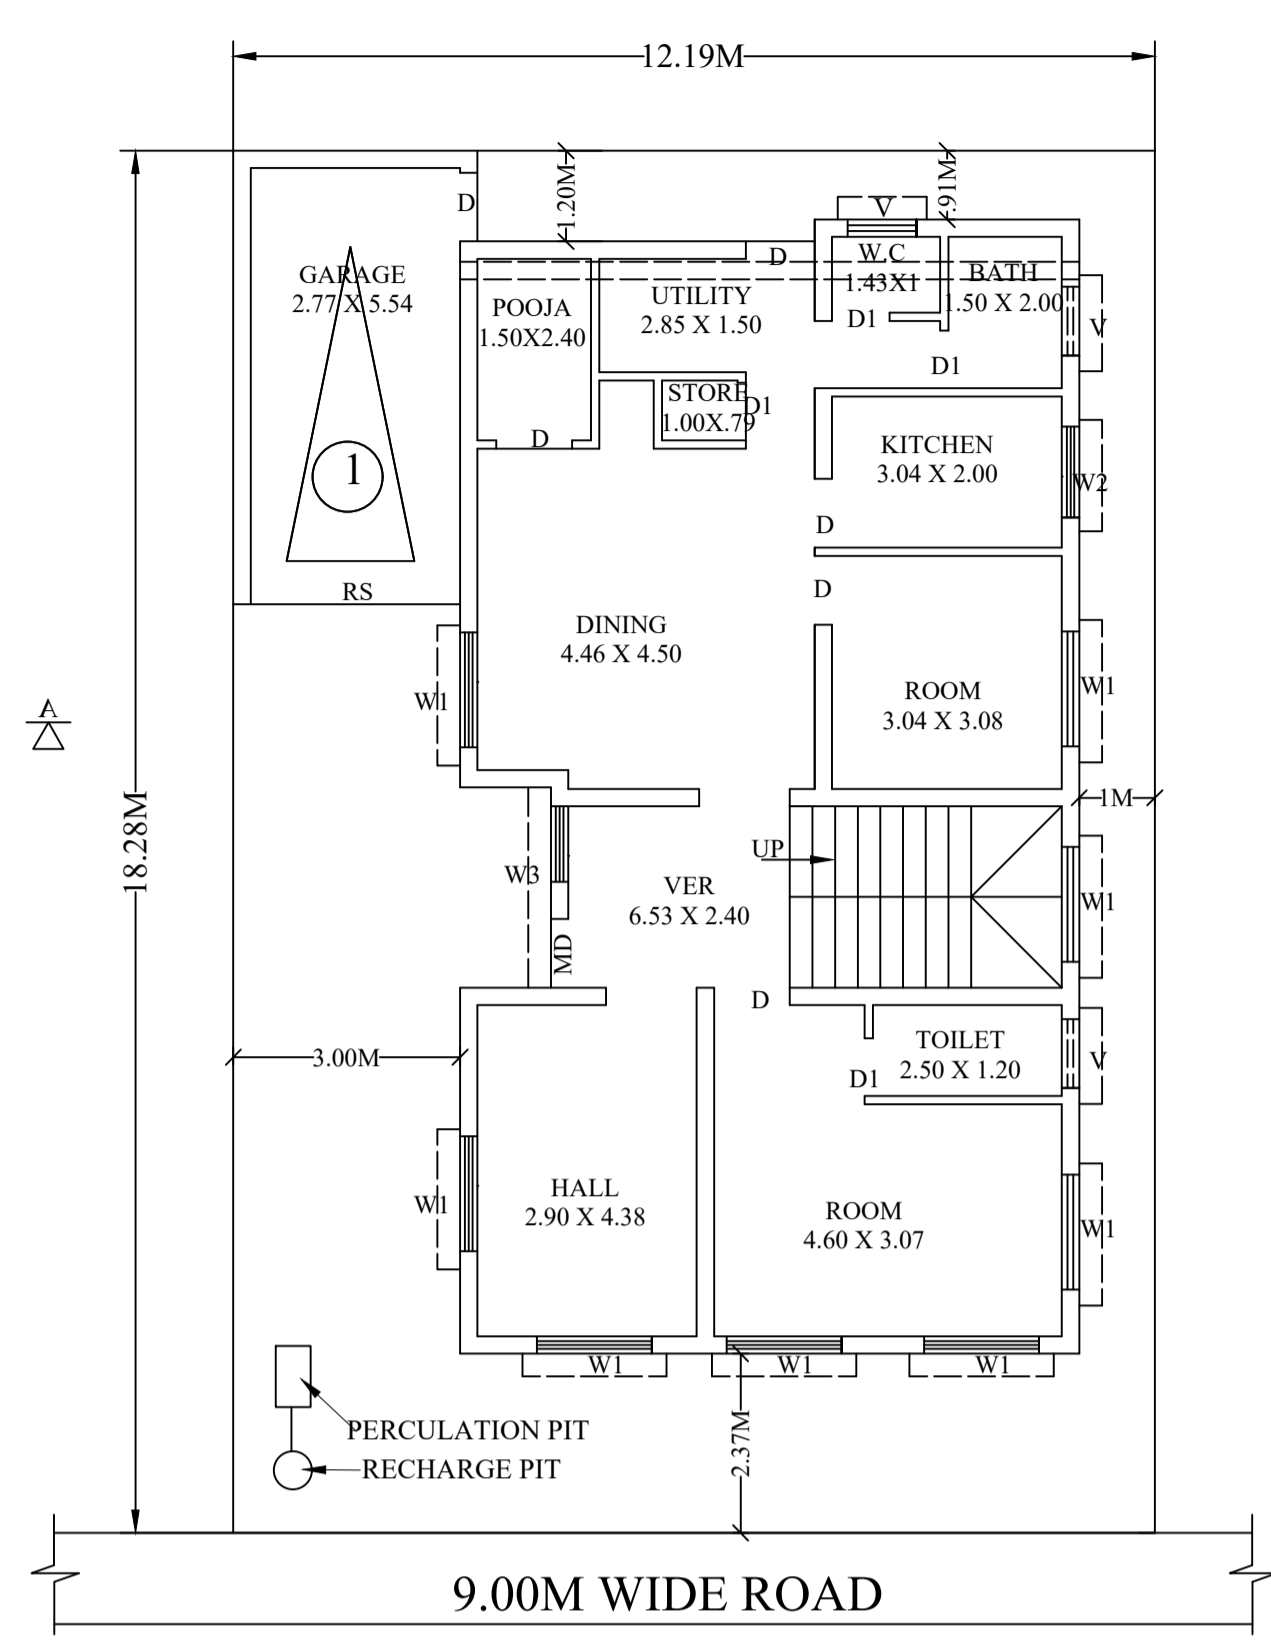 12.19M
1.20M
.91M
D
V
GARAGE
2.77 X 5.54
D
W.C
1.43X1
BATH
1.50 X 2.00
POOJA
1.50X2.40
UTILITY
2.85 X 1.50
D1
V
D1
STORE
1.00X.79
D1
D
1
KITCHEN
3.04 X 2.00
W2
D
RS
D
DINING
4.46 X 4.50
A
W1
ROOM
3.04 X 3.08
W1
18.28M
1M
UP
W3
VER
6.53 X 2.40
W1
MD
D
3.00M
TOILET
2.50 X 1.20
V
D1
W1
HALL
2.90 X 4.38
ROOM
4.60 X 3.07
W1
W1
W1
W1
2.37M
PERCULATION PIT
RECHARGE PIT
9.00M WIDE ROAD